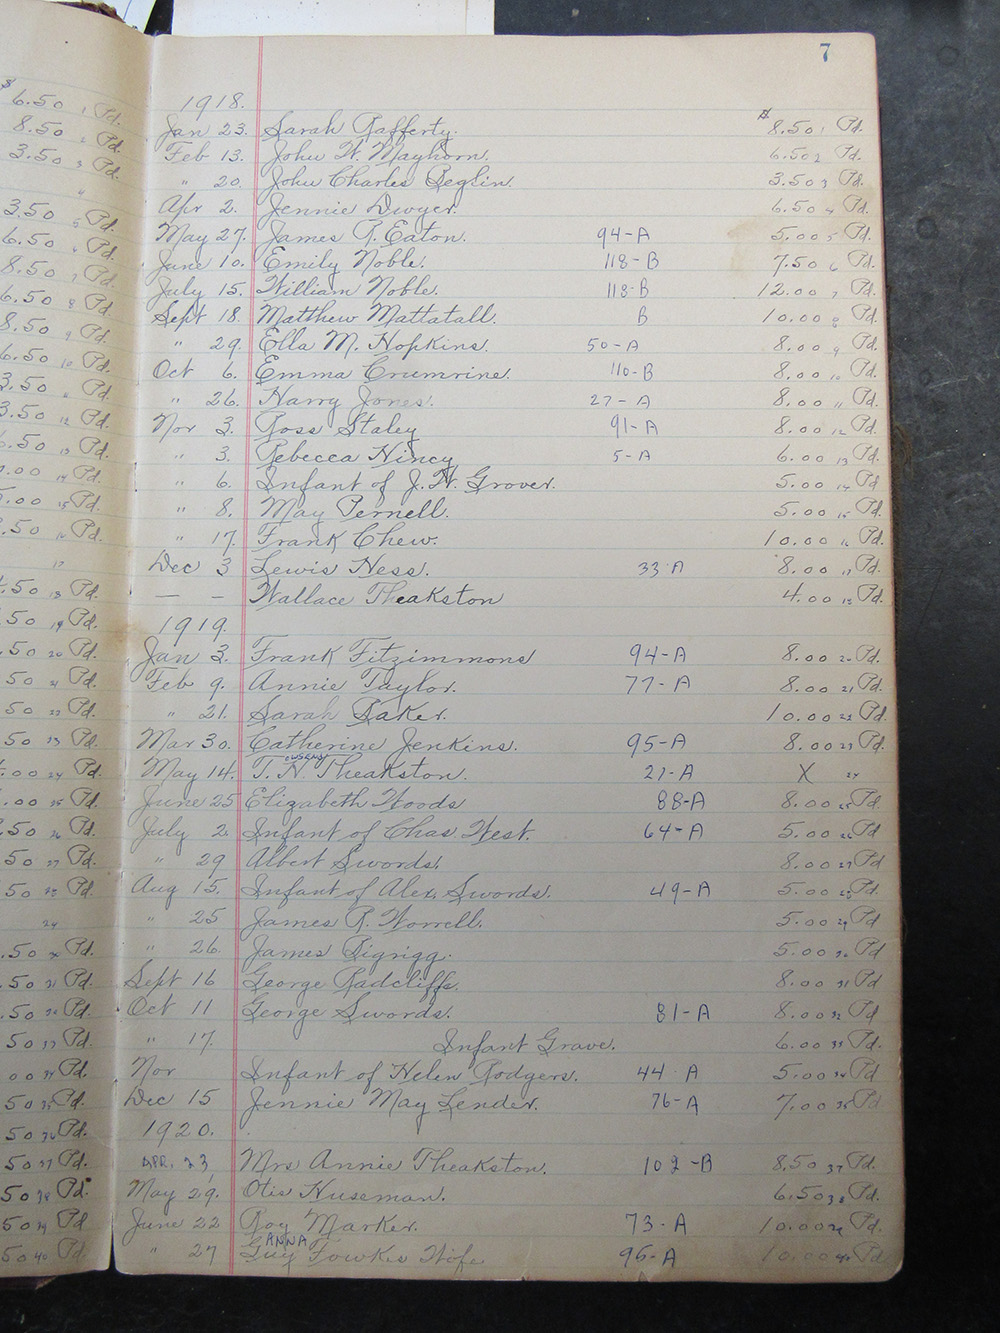 7
1918.
Jan 23. Sarah Rafferty. $8.50 1 Pd.
Feb 13. John W. Mayhorn. 6.50 2 Pd.
" 20. John Charles Beglin. 3.50 3 Pd.
Apr 2. Jennie Dwyer. 6.50 4 Pd.
May 27. James R. Eaton. 94-A 5.00 5 Pd.
June 10. Emily Noble. 118-B 7.50 6 Pd.
July 15. William Noble. 118-B 12.00 7 Pd.
Sept 18. Matthew Mattatall. B 10.00 8 Pd.
" 29. Ella M. Hopkins. 50-A 8.00 9 Pd.
Oct 6. Emma Crumrine. 110-B 8.00 10 Pd.
" 26. Harry Jones. 27-A 8.00 11 Pd.
Nov 3. Ross Staley 91-A 8.00 12 Pd.
" 3. Rebecca Hincy 5-A 6.00 13 Pd.
" 6. Infant of J. W. Grover. 5.00 14 Pd.
" 8. May Pernell. 5.00 15 Pd.
" 17. Frank Chew. 10.00 16 Pd.
Dec 3 Lewis Hess. 33-A 8.00 17 Pd.
— - Wallace Theakston 4.00 18 Pd.
1919.
Jan 3. Frank Fitzimmons 94-A 8.00 20 Pd.
Feb 9. Annie Taylor. 77-A 8.00 21 Pd.
" 21. Sarah Baker. 10.00 22 Pd.
Mar 30. Catherine Jenkins. 95-A 8.00 23 Pd.
May 14. T. N. Theakston. 27-A X 24
June 25 Elizabeth Woods 88-A 8.00 25 Pd.
July 2. Infant of Chas West. 64-A 5.00 26 Pd.
" 29 Albert Swords. 8.00 27 Pd.
Aug 15. Infant of Alex, Swords. 49-A 5.00 28 Pd.
" 25 James R. Worrell. 5.00 29 Pd
" 26 James Bigrigg. 5.00 30 Pd.
Sept 16 George Radcliffe. 8.00 31 Pd
Oct 11 George Swords. 81-A 8.00 32 Pd.
" 17. Infant Grave. 6.00 33 Pd.
Nov Infant of Helen Rodgers. 44 A 5.00 34 Pd
Dec 15 Jennie May Lender. 76-A 7.00 35 Pd
1920.
APR. 23 Mrs Annie Theakston. 102-B 8.50 37 Pd.
May 29. Otis Huseman. 6.50 38 Pd.
June 22 Roy Marker. 73-A 10.00 39 Pd.
ANNA
" 27 Guy Fowkes Wife 96-A 10.00 40 Pd